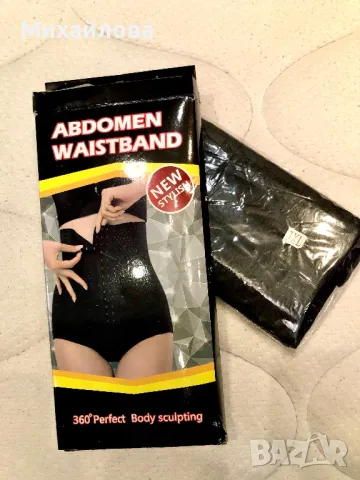 Михайлова
ABDOMEN
WAISTBAND
NEW
STYLISH
360°Perfect Body sculpting
BAZAR